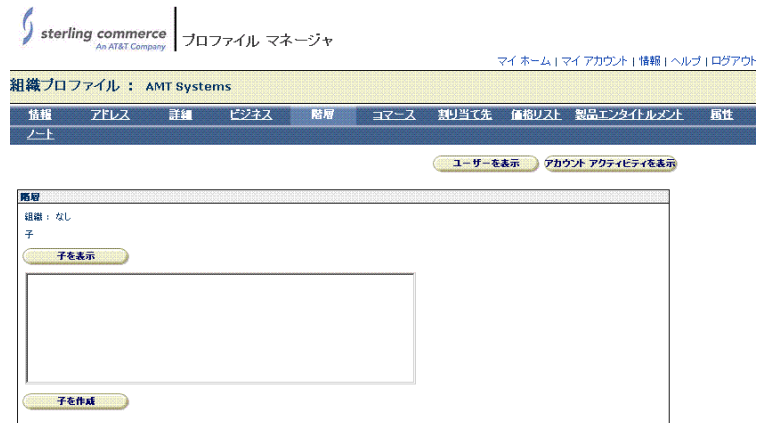 sterling commerce
An AT&T Company
プロファイル マネージャ
マイ ホーム | マイ アカウント | 情報 | ヘルプ | ログアウト
組織プロファイル : AMT Systems
情報 アドレス 詳細 ビジネス 階層 コマース 割り当て先 価格リスト 製品エンタイトルメント 属性
ノート
ユーザーを表示 アカウント アクティビティを表示
階層
組織 : なし
子
子を表示
子を作成